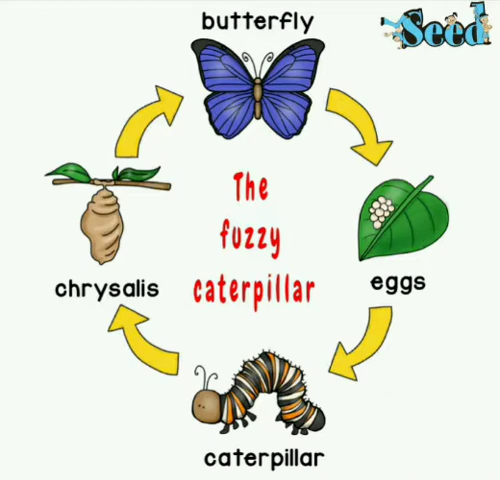 butterfly
Seed
The
fuzzy
caterpillar
chrysalis
eggs
caterpillar